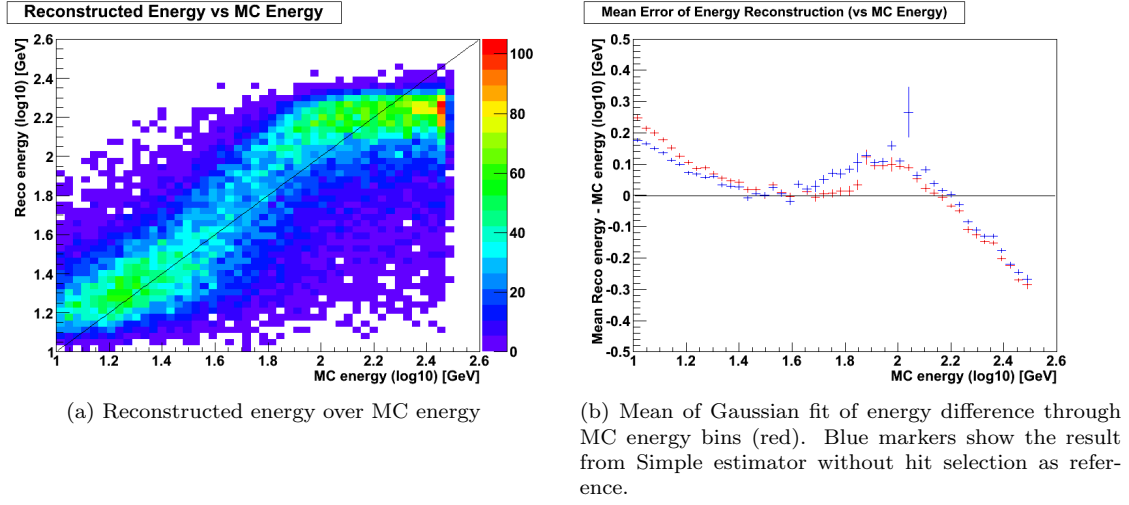 Reconstructed Energy vs MC Energy
Reco energy (log10) [GeV]
2.6
2.4
2.2
2
1.8
1.6
1.4
1.2
1
1 1.2 1.4 1.6 1.8 2 2.2 2.4 2.6
MC energy (log10) [GeV]
100
80
60
40
20
0
(a) Reconstructed energy over MC energy
Mean Error of Energy Reconstruction (vs MC Energy)
Mean Reco energy - MC energy (log10) [GeV]
0.5
0.4
0.3
0.2
0.1
0
-0.1
-0.2
-0.3
-0.4
-0.5
1 1.2 1.4 1.6 1.8 2 2.2 2.4 2.6
MC energy (log10) [GeV]
(b) Mean of Gaussian fit of energy difference through
MC energy bins (red). Blue markers show the result
from Simple estimator without hit selection as refer-
ence.